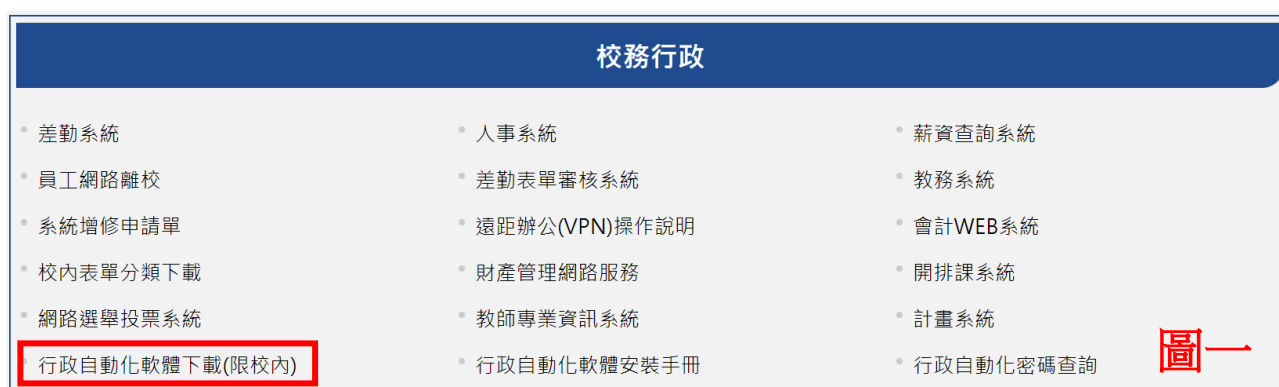 校務行政
差勤系統
人事系統
薪資查詢系統
員工網路離校
差勤表單審核系統
教務系統
系統增修申請單
遠距辦公(VPN)操作說明
會計WEB系統
校內表單分類下載
財產管理網路服務
開排課系統
網路選舉投票系統
教師專業資訊系統
計畫系統
行政自動化軟體下載(限校內)
行政自動化軟體安裝手冊
行政自動化密碼查詢
圖一